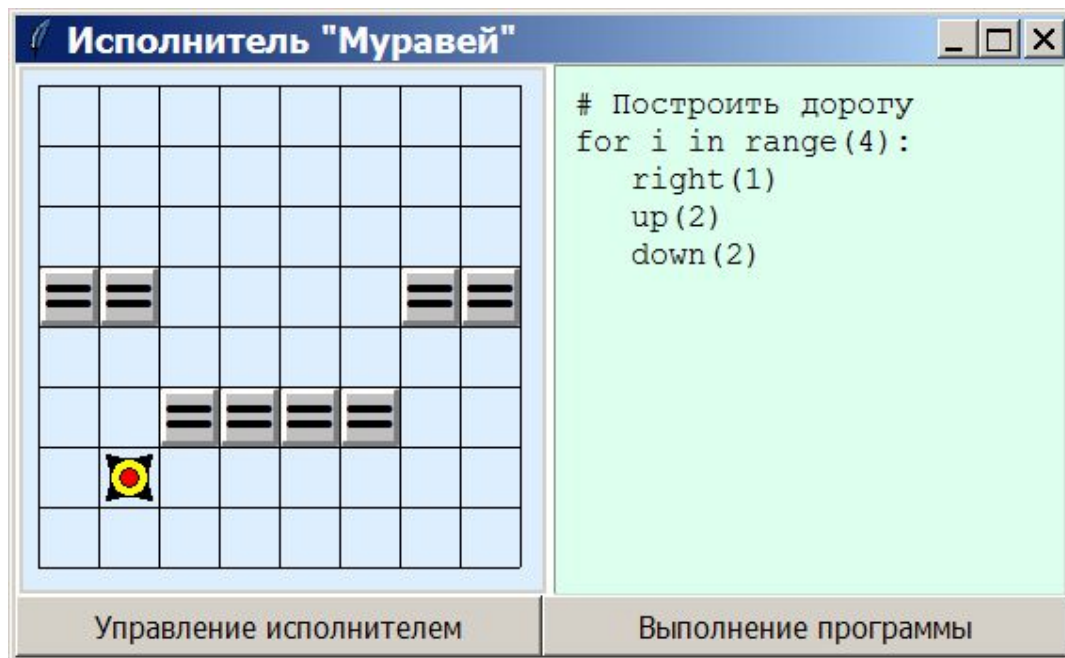 Исполнитель "Муравей"
# Построить дорогу
for i in range(4):
   right(1)
   up(2)
   down(2)
Управление исполнителем
Выполнение программы